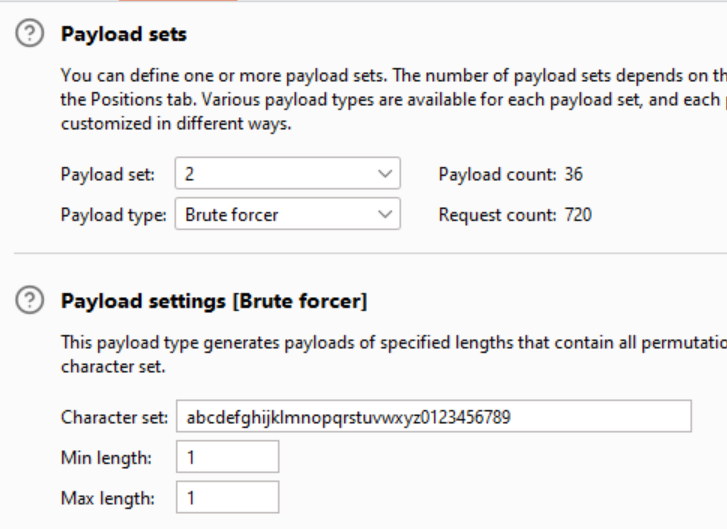 Payload sets
You can define one or more payload sets. The number of payload sets depends on th
the Positions tab. Various payload types are available for each payload set, and each
customized in different ways.
Payload set: 2 Payload count: 36
Payload type: Brute forcer Request count: 720
Payload settings [Brute forcer]
This payload type generates payloads of specified lengths that contain all permutatio
character set.
Character set: abcdefghijklmnopqrstuvwxyz0123456789
Min length: 1
Max length: 1